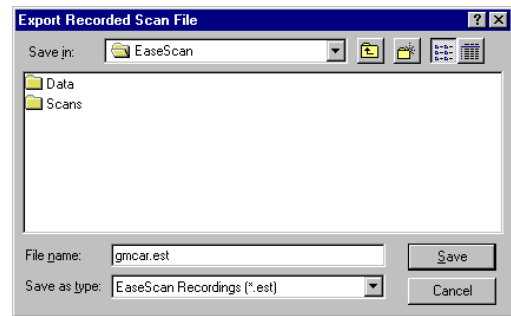 Export Recorded Scan File
Save in: EaseScan
Data
Scans
File name: gmcar.est Save
Save as type: EaseScan Recordings (*.est) Cancel